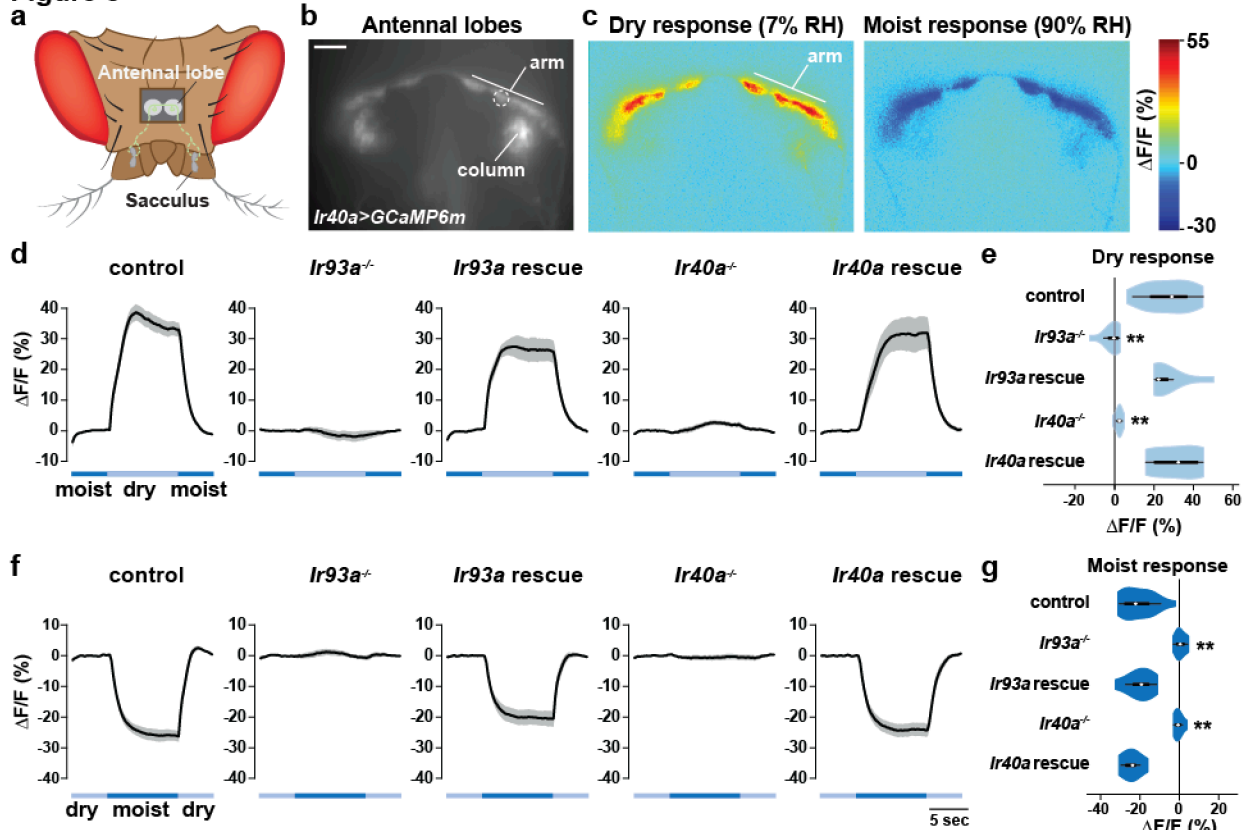 a
Antennal lobe
Sacculus
b
Antennal lobes
arm
column
Ir40a>GCaMP6m
c
Dry response (7% RH)
arm
Moist response (90% RH)
55
0
-30
ΔF/F (%)
d
control
Ir93a-/-
Ir93a rescue
Ir40a-/-
Ir40a rescue
ΔF/F (%)
40
30
20
10
0
-10
40
30
20
10
0
-10
40
30
20
10
0
-10
40
30
20
10
0
-10
40
30
20
10
0
-10
moist dry moist
e
Dry response
control
Ir93a-/-
**
Ir93a rescue
Ir40a-/-
**
Ir40a rescue
-20 0 20 40 60
ΔF/F (%)
f
control
Ir93a-/-
Ir93a rescue
Ir40a-/-
Ir40a rescue
ΔF/F (%)
10
0
-10
-20
-30
-40
10
0
-10
-20
-30
-40
10
0
-10
-20
-30
-40
10
0
-10
-20
-30
-40
10
0
-10
-20
-30
-40
dry moist dry
5 sec
g
Moist response
control
Ir93a-/-
**
Ir93a rescue
Ir40a-/-
**
Ir40a rescue
-40 -20 0 20
ΔF/F (%)